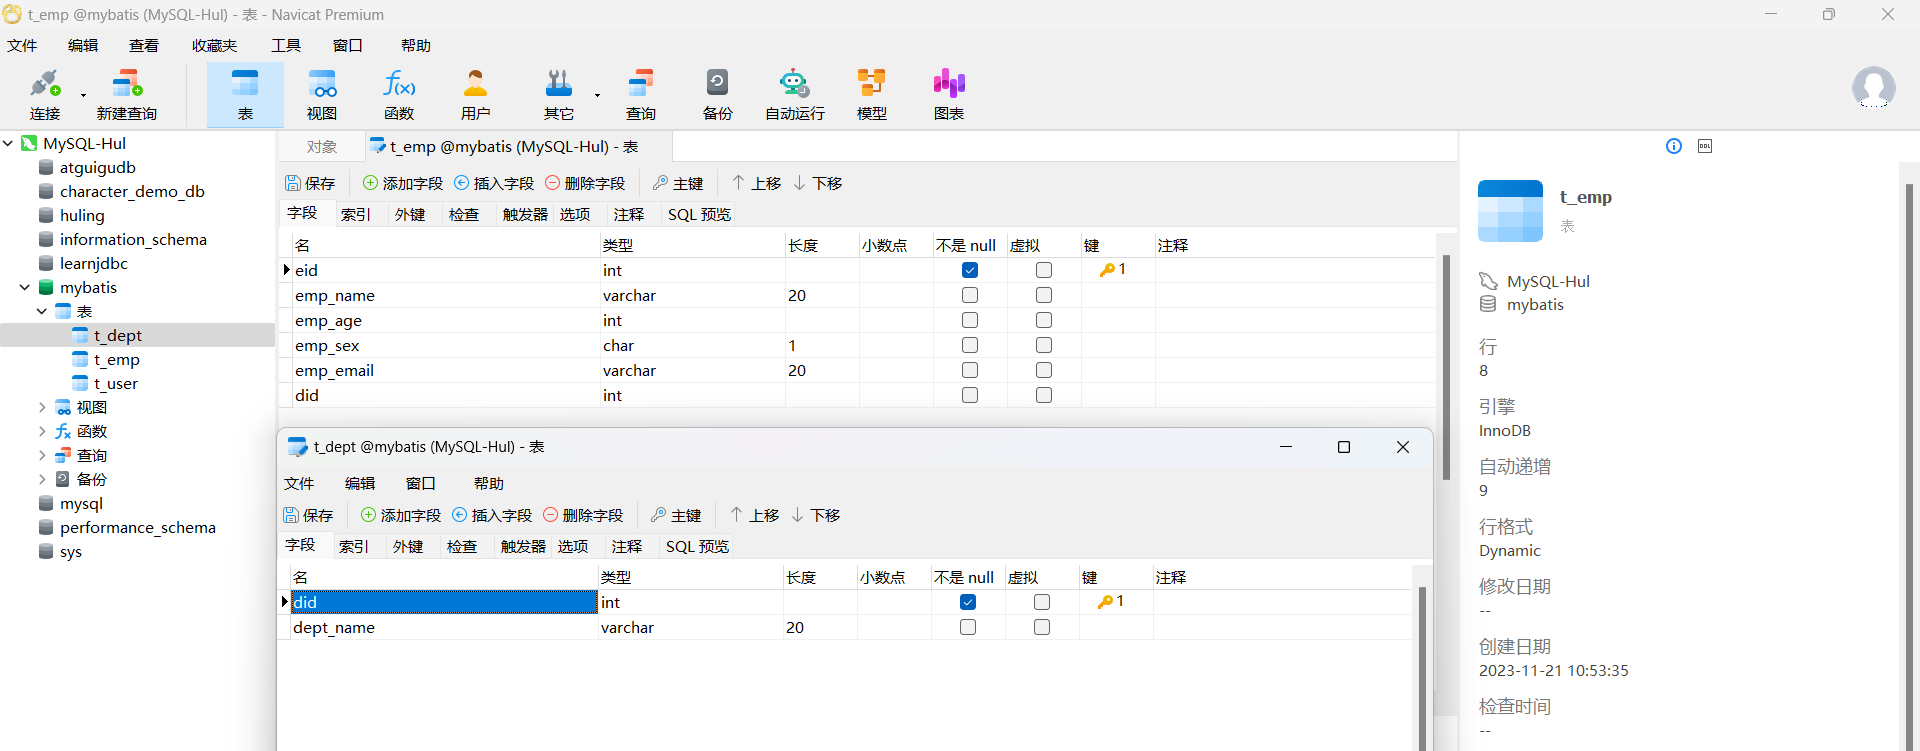 t_emp @mybatis (MySQL-Hul) - 表 - Navicat Premium
文件 编辑 查看 收藏夹 工具 窗口 帮助
连接 新建查询 表 视图 函数 用户 其它 查询 备份 自动运行 模型 图表
MySQL-Hul
atguigudb
character_demo_db
huling
information_schema
learnjdbc
mybatis
表
t_dept
t_emp
t_user
视图
函数
查询
备份
mysql
performance_schema
sys
对象 t_emp @mybatis (MySQL-Hul) - 表
保存 添加字段 插入字段 删除字段 主键 上移 下移
字段 索引 外键 检查 触发器 选项 注释 SQL 预览
名 类型 长度 小数点 不是 null 虚拟 键 注释
eid int 1
emp_name varchar 20
emp_age int
emp_sex char 1
emp_email varchar 20
did int
t_dept @mybatis (MySQL-Hul) - 表
文件 编辑 窗口 帮助
保存 添加字段 插入字段 删除字段 主键 上移 下移
字段 索引 外键 检查 触发器 选项 注释 SQL 预览
名 类型 长度 小数点 不是 null 虚拟 键 注释
did int 1
dept_name varchar 20
DDL
t_emp
表
MySQL-Hul
mybatis
行
8
引擎
InnoDB
自动递增
9
行格式
Dynamic
修改日期
--
创建日期
2023-11-21 10:53:35
检查时间
--